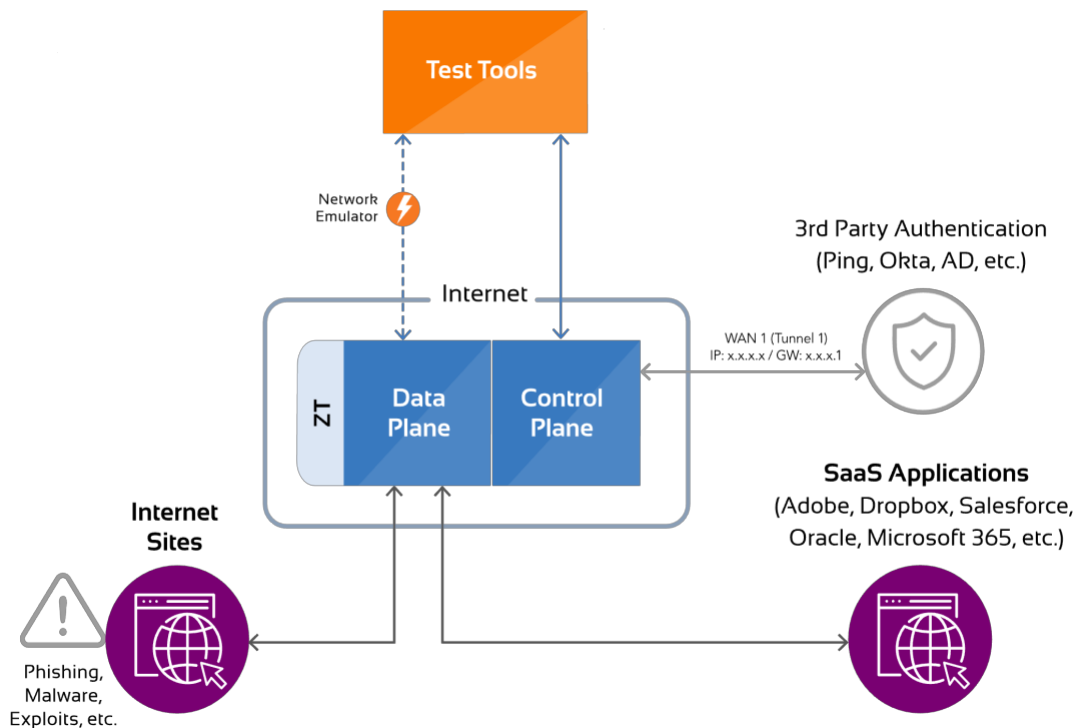 Test Tools
Network
Emulator
3rd Party Authentication
(Ping, Okta, AD, etc.)
Internet
WAN 1 (Tunnel 1)
IP: x.x.x.x / GW: x.x.x.1
ZT
Data
Plane
Control
Plane
SaaS Applications
(Adobe, Dropbox, Salesforce,
Oracle, Microsoft 365, etc.)
Internet
Sites
Phishing,
Malware,
Exploits, etc.